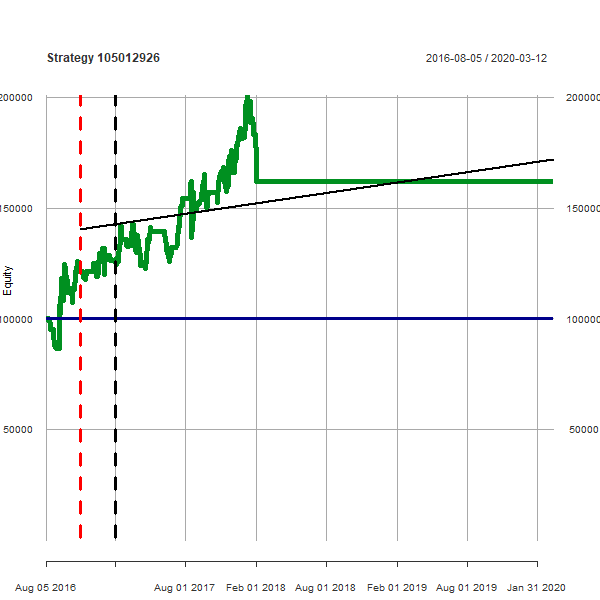 Strategy 105012926
2016-08-05 / 2020-03-12
200000
200000
150000
150000
Equity
100000
100000
50000
50000
Aug 05 2016
Aug 01 2017
Feb 01 2018
Aug 01 2018
Feb 01 2019
Aug 01 2019
Jan 31 2020